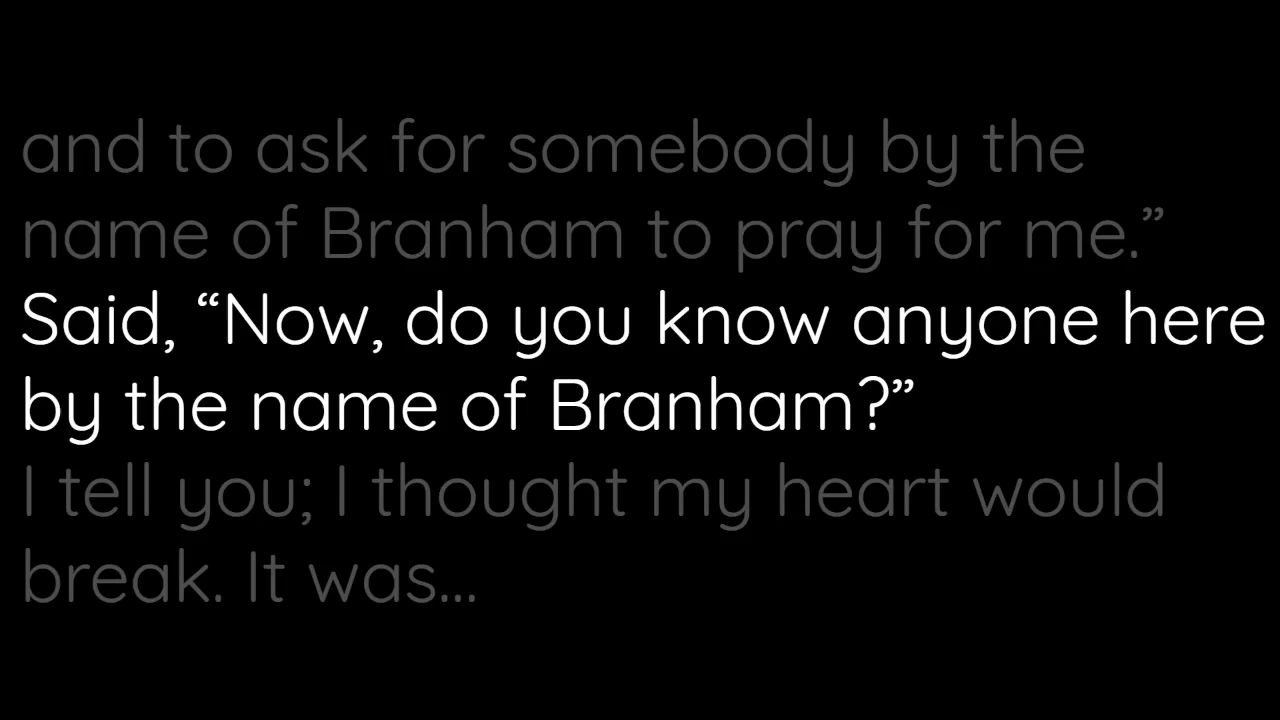 and to ask for somebody by the
name of Branham to pray for me.”
Said, “Now, do you know anyone here
by the name of Branham?”
I tell you; I thought my heart would
break. It was...